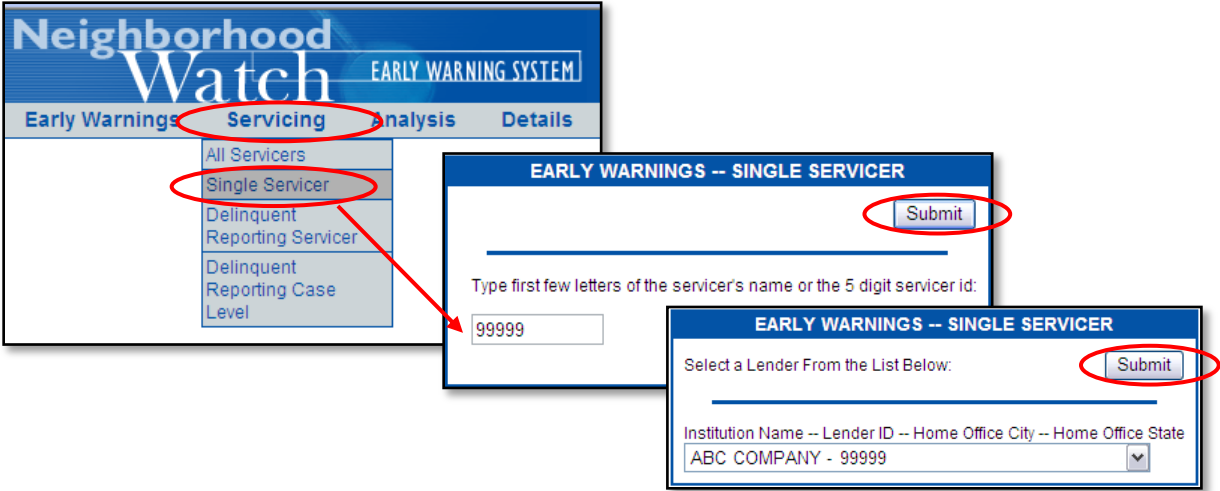 Neighborhood
Watch EARLY WARNING SYSTEM
Early Warnings Servicing Analysis Details
All Servicers
Single Servicer
Delinquent
Reporting Servicer
Delinquent
Reporting Case
Level
EARLY WARNINGS -- SINGLE SERVICER
Submit
Type first few letters of the servicer's name or the 5 digit servicer id:
99999
EARLY WARNINGS -- SINGLE SERVICER
Select a Lender From the List Below: Submit
Institution Name -- Lender ID -- Home Office City -- Home Office State
ABC COMPANY - 99999